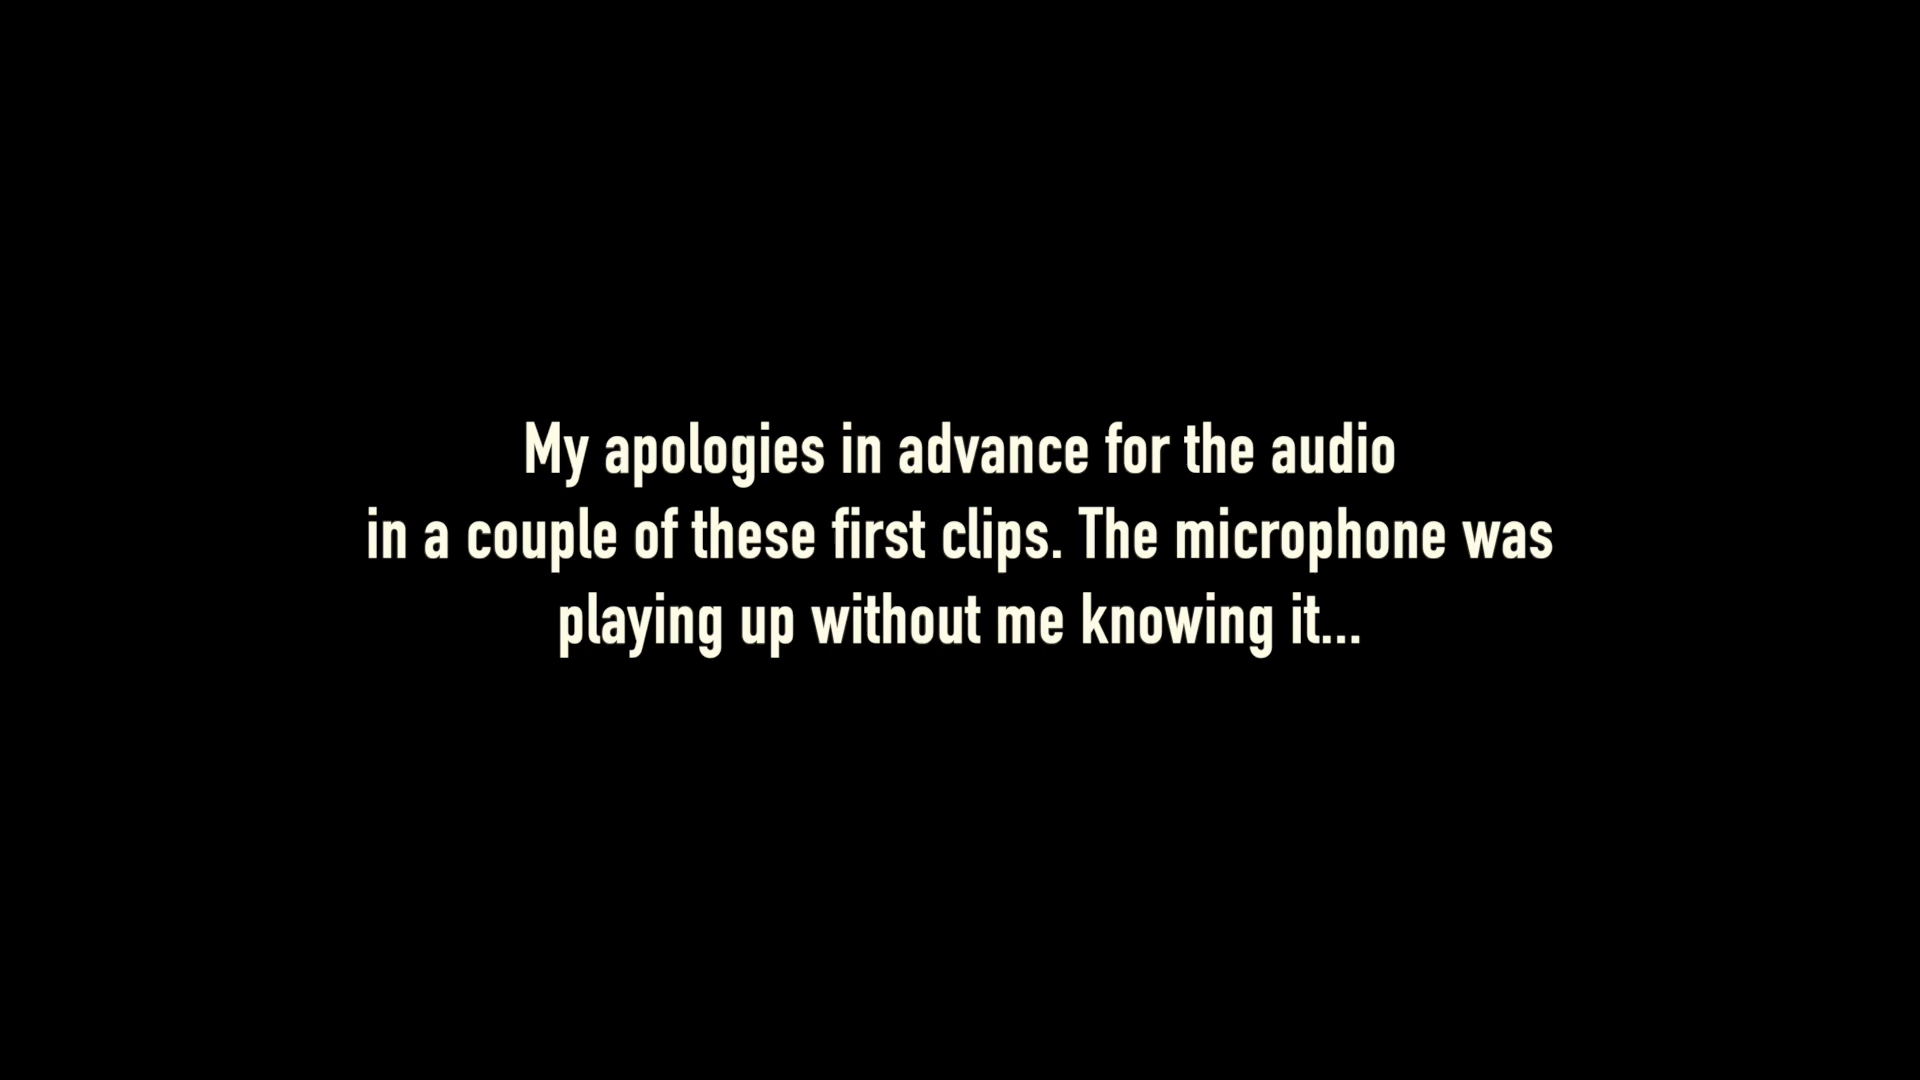 My apologies in advance for the audio
in a couple of these first clips. The microphone was
playing up without me knowing it...